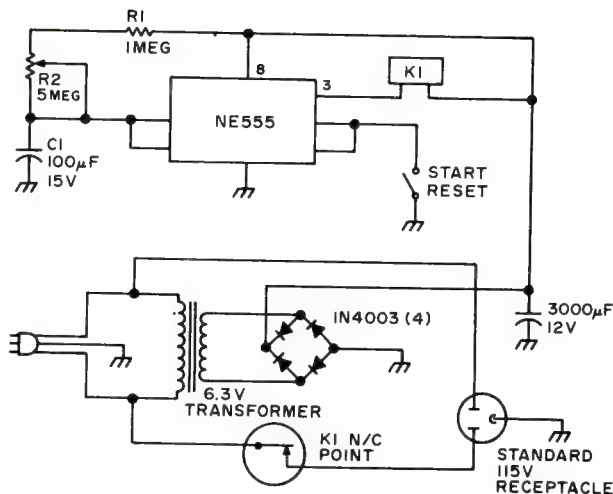 R1
1MEG
R2
5MEG
8
3
K1
NE555
C1
100µF
15V
START
RESET
1N4003 (4)
3000µF
12V
6.3V
TRANSFORMER
K1 N/C
POINT
STANDARD
115V
RECEPTACLE